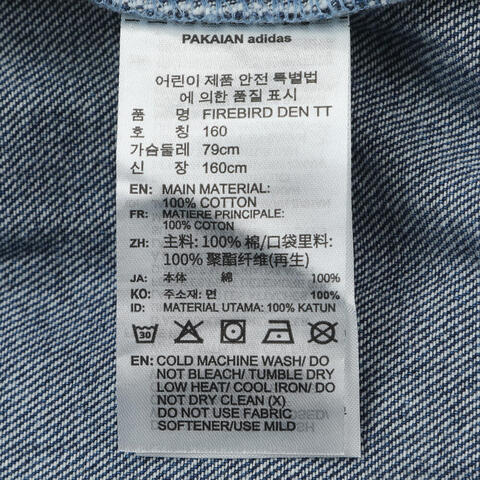 PAKAIAN adidas
어린이 제품 안전 특별법
에 의한 품질 표시
품 명 FIREBIRD DEN TT
호 칭 160
가슴둘레 79cm
신 장 160cm
EN: MAIN MATERIAL:
100% COTTON
FR: MATIERE PRINCIPALE:
100% COTON
ZH: 主料: 100% 棉/口袋里料:
100% 聚酯纤维(再生)
JA: 本体 綿 100%
KO: 주소재: 면 100%
ID: MATERIAL UTAMA: 100% KATUN
30
EN: COLD MACHINE WASH/ DO
NOT BLEACH/ TUMBLE DRY
LOW HEAT/ COOL IRON/ DO
NOT DRY CLEAN (X)
DO NOT USE FABRIC
SOFTENER/USE MILD